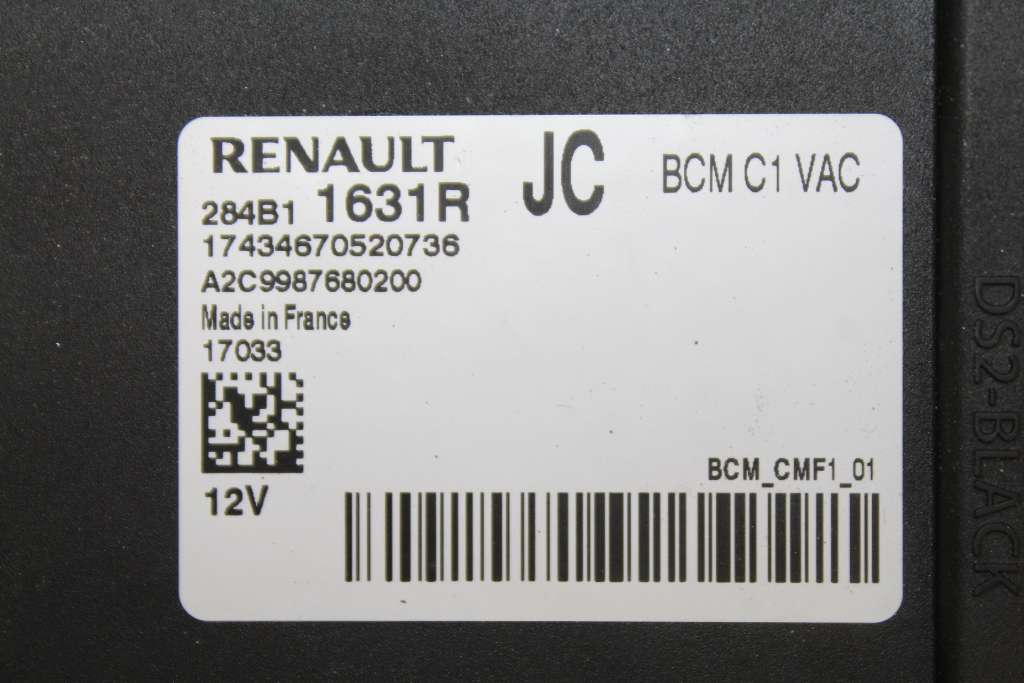 RENAULT JC BCM C1 VAC
284B1 1631R
17434670520736
A2C9987680200
Made in France
17033
BCM_CMF1_01
12V
DS2-BLACK